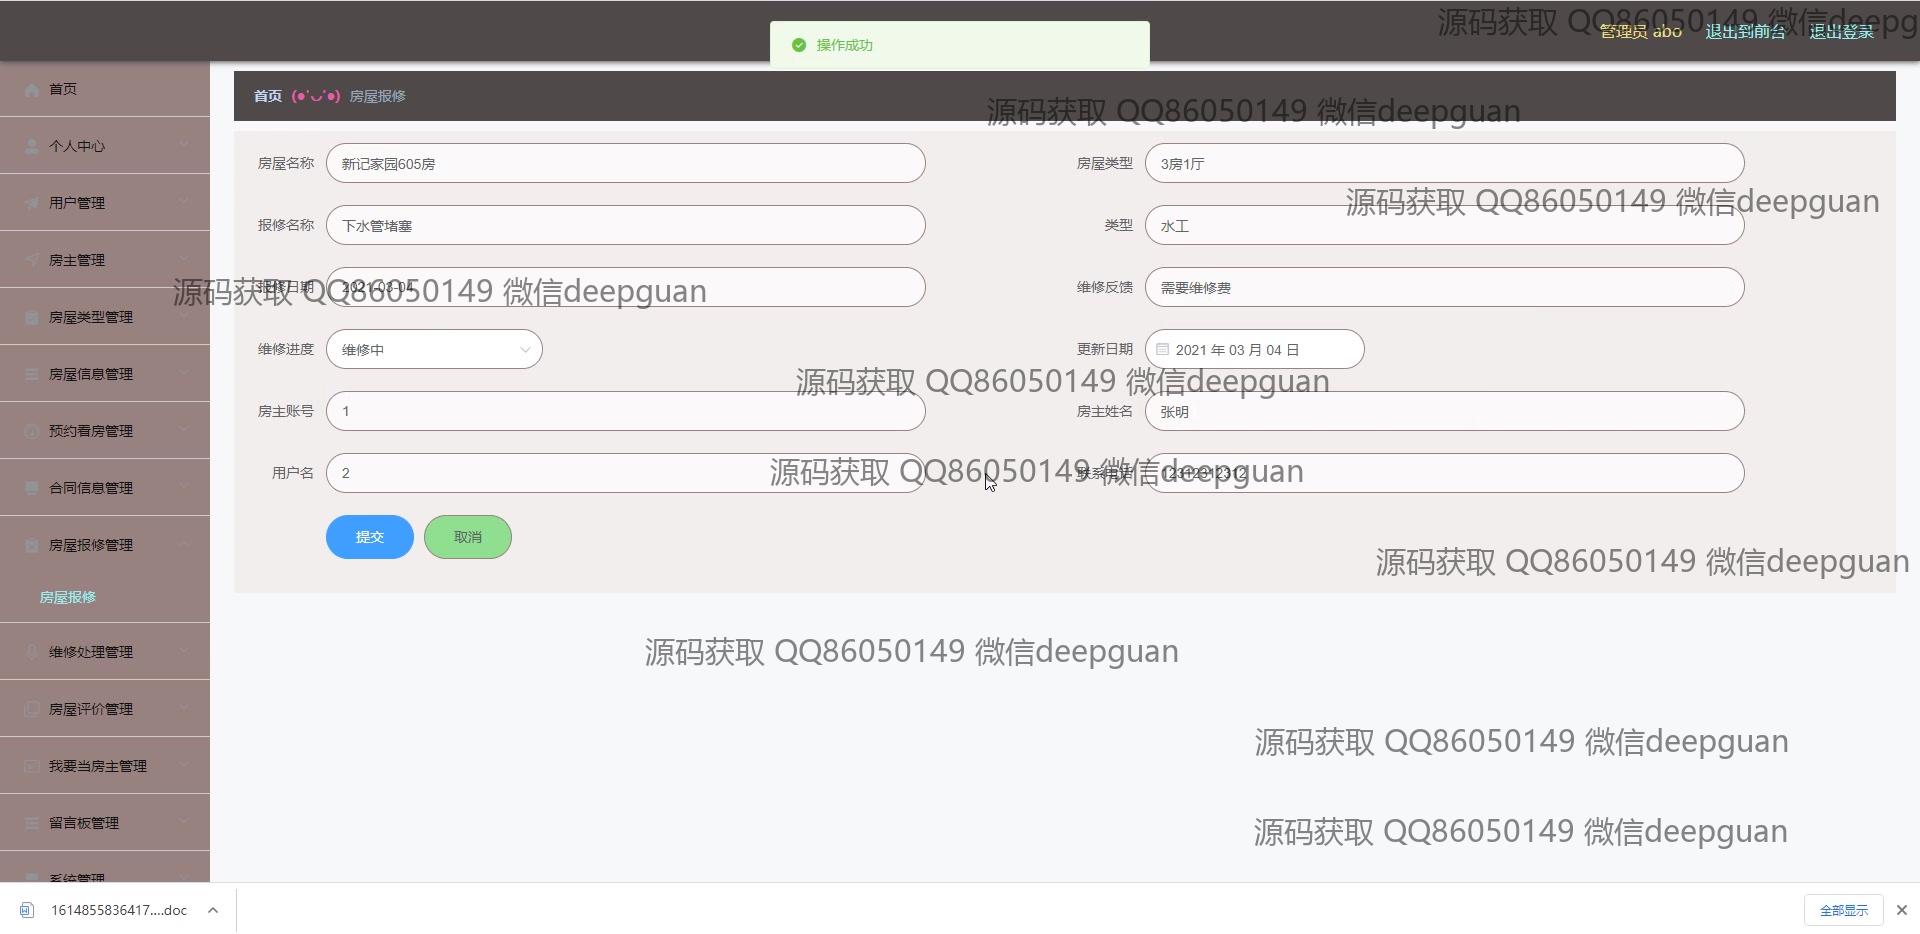 源码获取 QQ86050149 微信deepg
管理员 abo 退出到前台 退出登录
操作成功
首页 (●'◡'●) 房屋报修
源码获取 QQ86050149 微信deepguan
首页
个人中心
用户管理
房主管理
房屋类型管理
房屋信息管理
预约看房管理
合同信息管理
房屋报修管理
房屋报修
维修处理管理
房屋评价管理
我要当房主管理
留言板管理
系统管理
房屋名称 新记家园605房 房屋类型 3房1厅
源码获取 QQ86050149 微信deepguan
报修名称 下水管堵塞 类型 水工
报修日期 2021-03-04 维修反馈 需要维修费
源码获取 QQ86050149 微信deepguan
维修进度 维修中 更新日期 2021 年 03 月 04 日
源码获取 QQ86050149 微信deepguan
房主账号 1 房主姓名 张明
用户名 2 联系电话 12312312312
源码获取 QQ86050149 微信deepguan
提交 取消
源码获取 QQ86050149 微信deepguan
源码获取 QQ86050149 微信deepguan
源码获取 QQ86050149 微信deepguan
源码获取 QQ86050149 微信deepguan
1614855836417....doc 全部显示